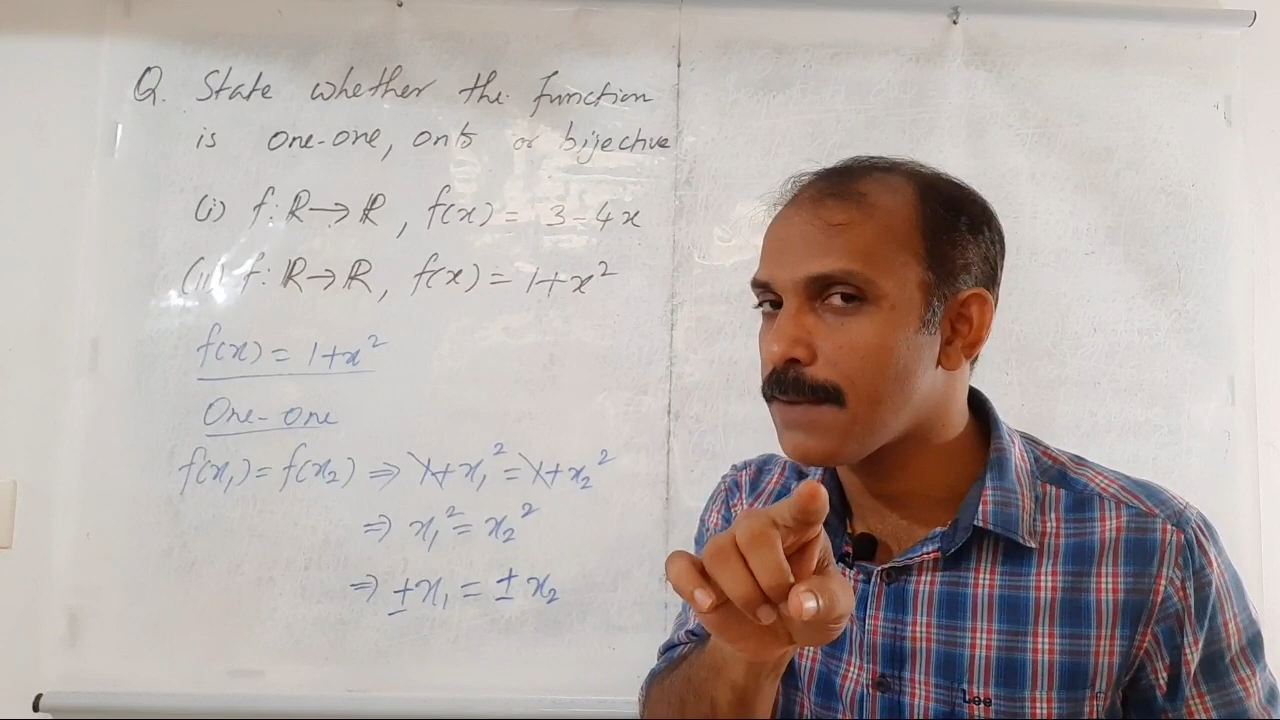 Q. State whether the function
is one-one, onto or bijective
(i) f: ℝ→ℝ, f(x) = 3-4x
(ii) f: ℝ→ℝ, f(x) = 1+x²
f(x) = 1+x²
One-one
f(x₁) = f(x₂) ⇒ 1+x₁² = 1+x₂²
⇒ x₁² = x₂²
⇒ ±x₁ = ±x₂
Lee